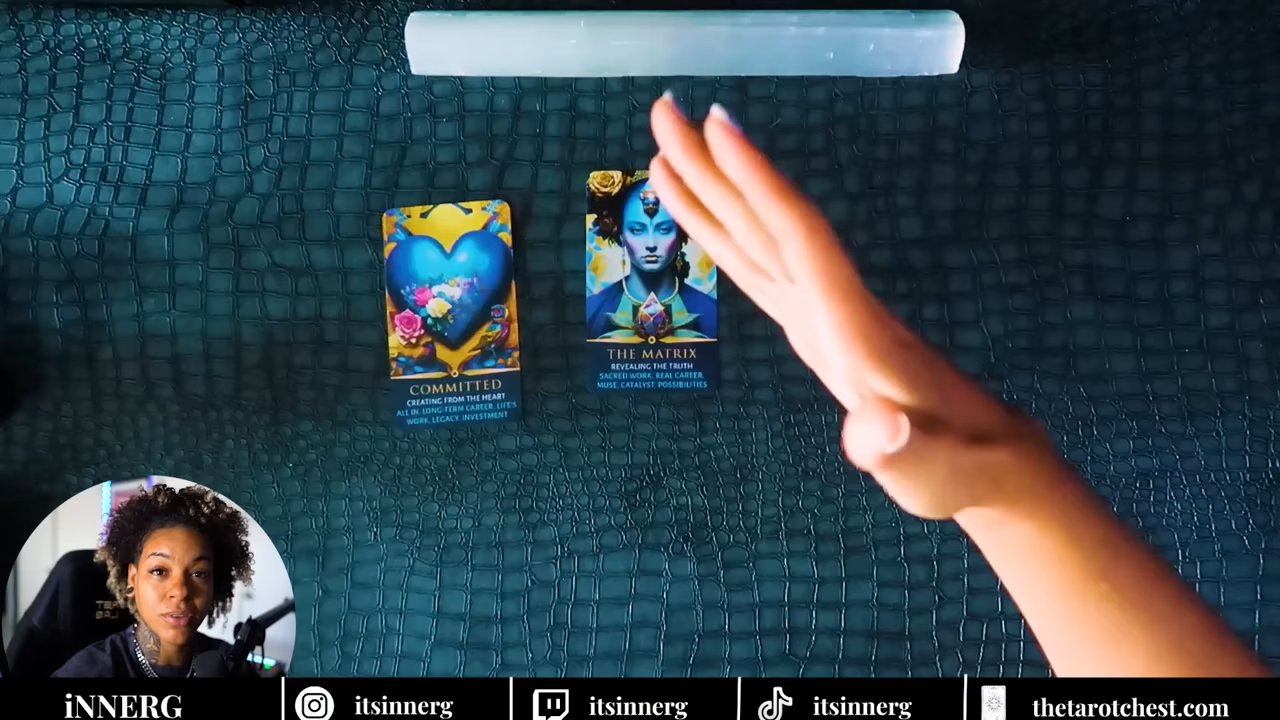 COMMITTED
CREATING FROM THE HEART
ALL IN, LONG-TERM CAREER, LIFE'S
WORK, LEGACY, INVESTMENT
THE MATRIX
REVEALING THE TRUTH
SACRED WORK, REAL CAREER,
MUSE, CATALYST, POSSIBILITIES
iNNERG
itsinnerg
itsinnerg
itsinnerg
thetarotchest.com